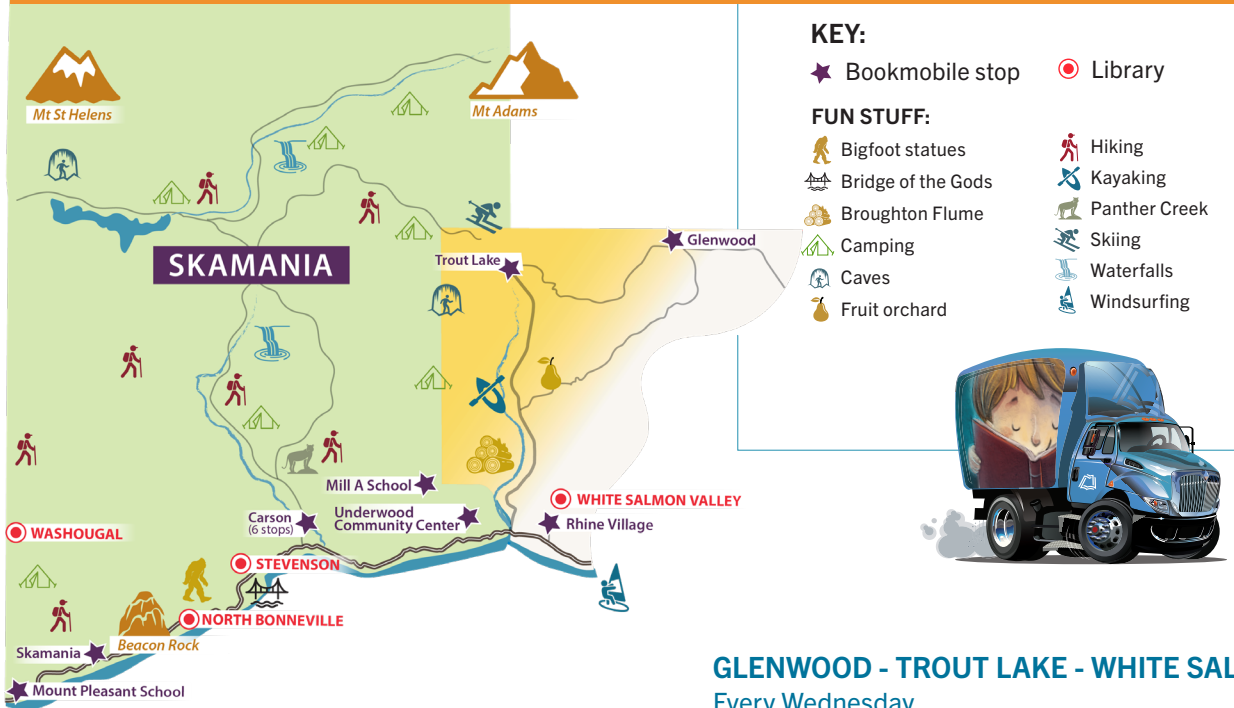 KEY:
Bookmobile stop
Library
FUN STUFF:
Bigfoot statues
Bridge of the Gods
Broughton Flume
Camping
Caves
Fruit orchard
Hiking
Kayaking
Panther Creek
Skiing
Waterfalls
Windsurfing
Mt St Helens
Mt Adams
SKAMANIA
Trout Lake
Glenwood
Mill A School
Underwood
Community Center
Carson
(6 stops)
WHITE SALMON VALLEY
Rhine Village
WASHOUGAL
STEVENSON
NORTH BONNEVILLE
Beacon Rock
Skamania
Mount Pleasant School
GLENWOOD - TROUT LAKE - WHITE SAL
Every Wednesday